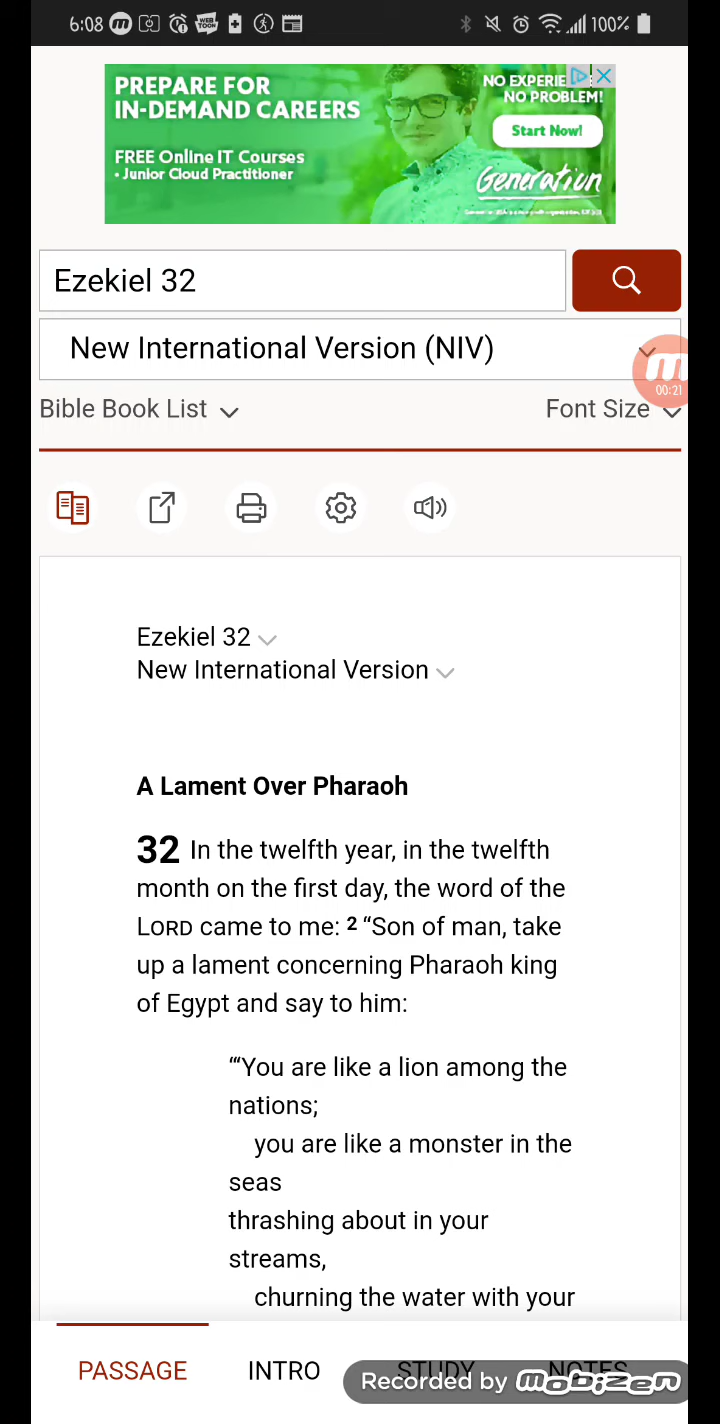 6:08 100%
PREPARE FOR
IN-DEMAND CAREERS
FREE Online IT Courses
• Junior Cloud Practitioner
NO PROBLEM!
Start Now!
Generation
Ezekiel 32
New International Version (NIV)
00:21
Bible Book List Font Size
Ezekiel 32
New International Version
A Lament Over Pharaoh
32 In the twelfth year, in the twelfth
month on the first day, the word of the
LORD came to me: 2 “Son of man, take
up a lament concerning Pharaoh king
of Egypt and say to him:
“‘You are like a lion among the
nations;
you are like a monster in the
seas
thrashing about in your
streams,
churning the water with your
PASSAGE INTRO STUDY NOTES
Recorded by Mobizen